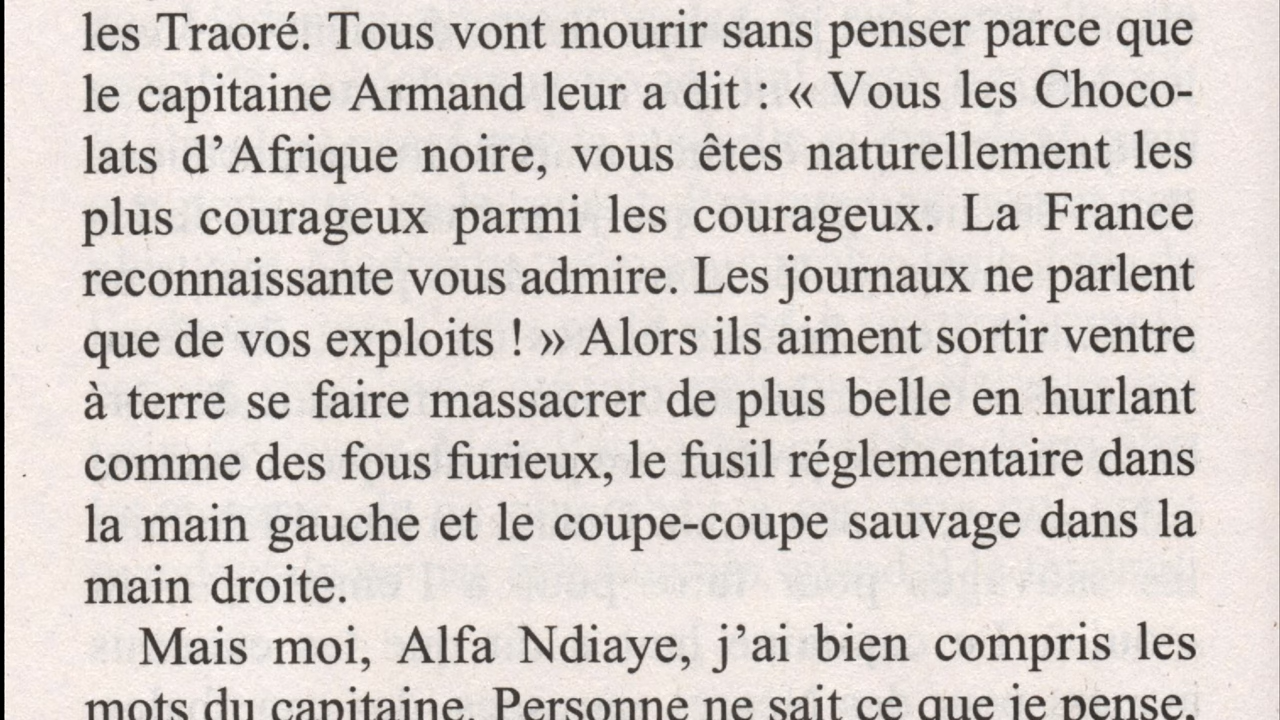 les Traoré. Tous vont mourir sans penser parce que
le capitaine Armand leur a dit : « Vous les Choco-
lats d’Afrique noire, vous êtes naturellement les
plus courageux parmi les courageux. La France
reconnaissante vous admire. Les journaux ne parlent
que de vos exploits ! » Alors ils aiment sortir ventre
à terre se faire massacrer de plus belle en hurlant
comme des fous furieux, le fusil réglementaire dans
la main gauche et le coupe-coupe sauvage dans la
main droite.
Mais moi, Alfa Ndiaye, j’ai bien compris les
mots du capitaine. Personne ne sait ce que je pense,